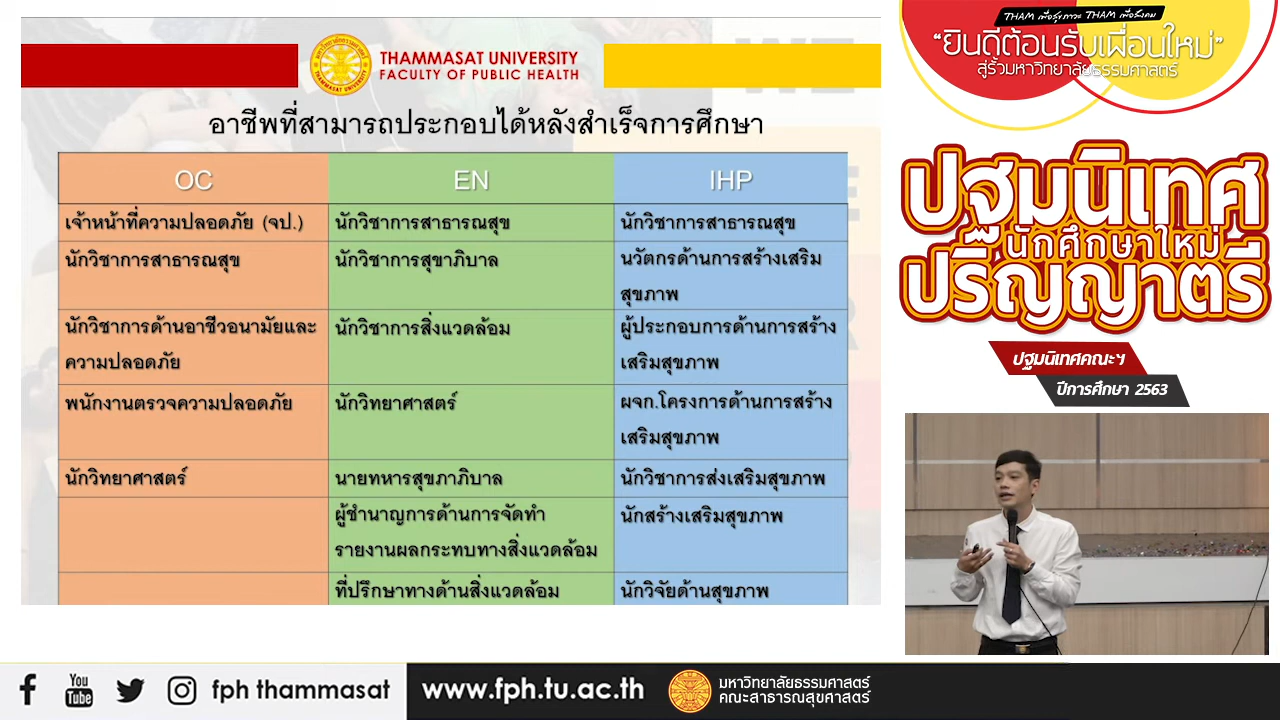 THAMMASAT UNIVERSITY
FACULTY OF PUBLIC HEALTH
อาชีพที่สามารถประกอบได้หลังสำเร็จการศึกษา
OC EN IHP
เจ้าหน้าที่ความปลอดภัย (จป.) นักวิชาการสาธารณสุข นักวิชาการสาธารณสุข
นักวิชาการสาธารณสุข นักวิชาการสุขาภิบาล นวัตกรด้านการสร้างเสริม
สุขภาพ
นักวิชาการด้านอาชีวอนามัยและ นักวิชาการสิ่งแวดล้อม ผู้ประกอบการด้านการสร้าง
ความปลอดภัย เสริมสุขภาพ
พนักงานตรวจความปลอดภัย นักวิทยาศาสตร์ ผจก.โครงการด้านการสร้าง
เสริมสุขภาพ
นักวิทยาศาสตร์ นายทหารสุขภาภิบาล นักวิชาการส่งเสริมสุขภาพ
ผู้ชำนาญการด้านการจัดทำ นักสร้างเสริมสุขภาพ
รายงานผลกระทบทางสิ่งแวดล้อม
ที่ปรึกษาทางด้านสิ่งแวดล้อม นักวิจัยด้านสุขภาพ
THAM เพื่อสุขภาวะ THAM เพื่อสังคม
“ยินดีต้อนรับเพื่อนใหม่”
สู่รั้วมหาวิทยาลัยธรรมศาสตร์
ปฐมนิเทศ
นักศึกษาใหม่
ปริญญาตรี
ปฐมนิเทศคณะฯ
ปีการศึกษา 2563
You Tube fph thammasat www.fph.tu.ac.th
มหาวิทยาลัยธรรมศาสตร์
คณะสาธารณสุขศาสตร์